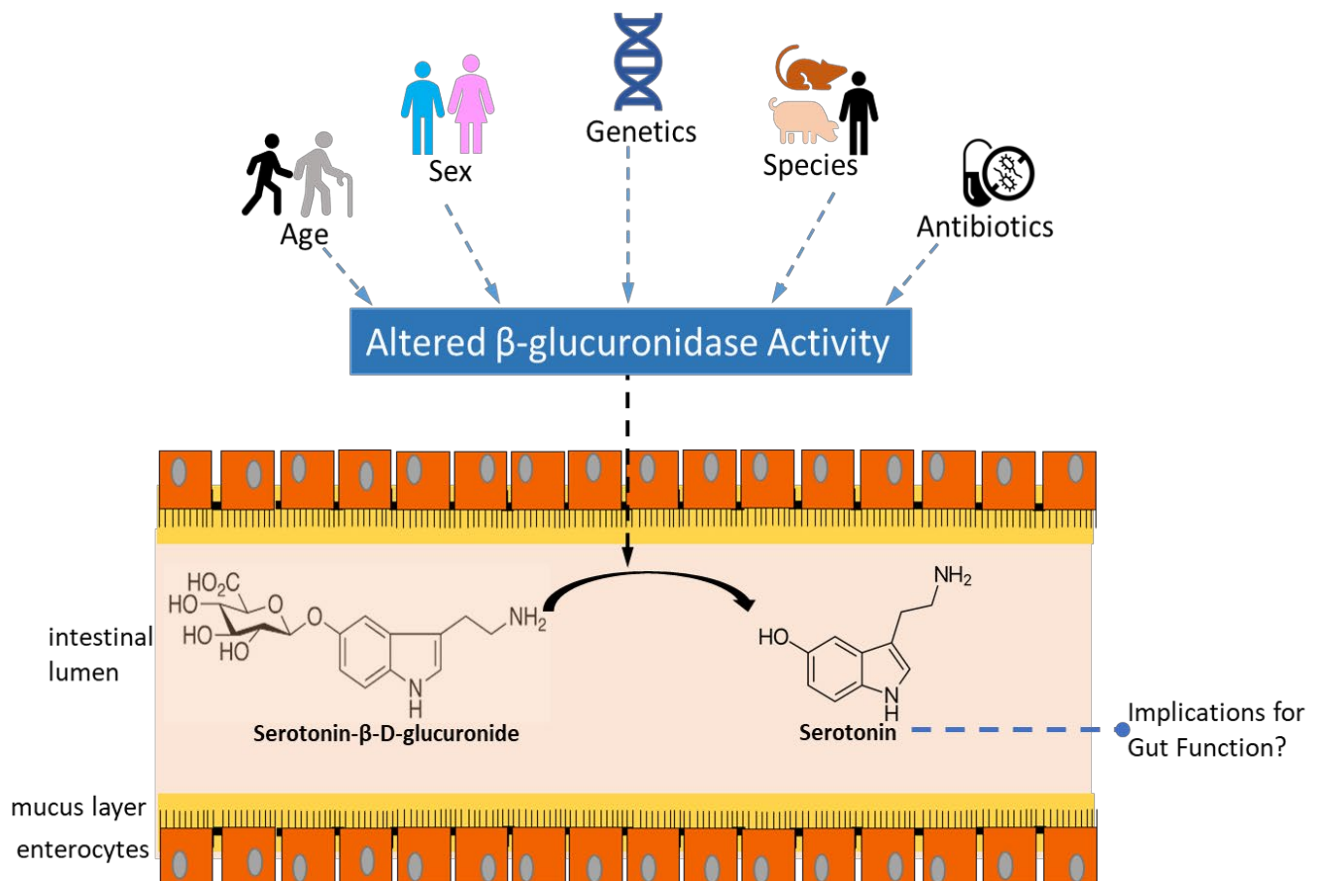 Genetics
Sex
Species
Age
Antibiotics
Altered β-glucuronidase Activity
HO₂C
HO
O
O
HO
HO
NH₂
N
H
Serotonin-β-D-glucuronide
NH₂
HO
N
H
Serotonin
intestinal
lumen
Implications for
Gut Function?
mucus layer
enterocytes